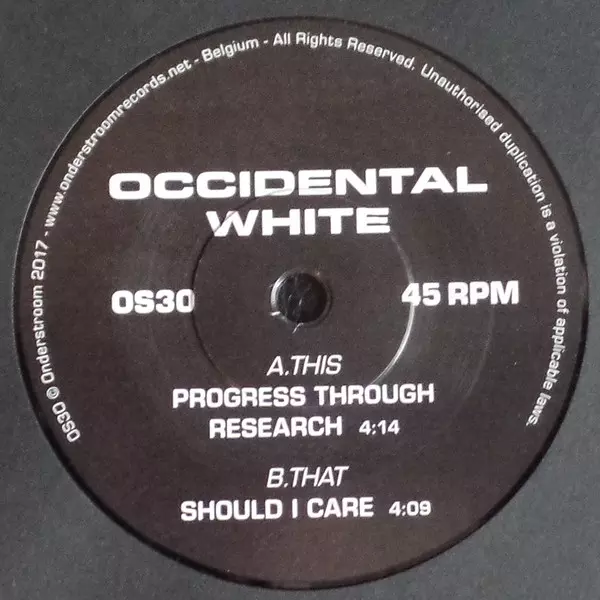 OS30 © Onderstroom 2017 - www.onderstroomrecords.net - Belgium - All Rights Reserved. Unauthorised duplication is a violation of applicable laws.
OCCIDENTAL
WHITE
OS30
45 RPM
A.THIS
PROGRESS THROUGH
RESEARCH 4:14
B.THAT
SHOULD I CARE 4:09